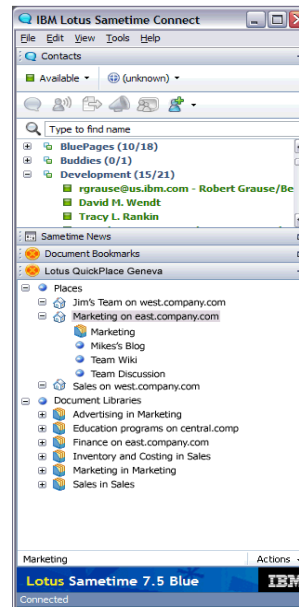 IBM Lotus Sametime Connect
File Edit View Tools Help
Contacts
Available (unknown)
Type to find name
BluePages (10/18)
Buddies (0/1)
Development (15/21)
rgrause@us.ibm.com - Robert Grause/Be
David M. Wendt
Tracy L. Rankin
Sametime News
Document Bookmarks
Lotus QuickPlace Geneva
Places
Jim's Team on west.company.com
Marketing on east.company.com
Marketing
Mikes's Blog
Team Wiki
Team Discussion
Sales on west.company.com
Document Libraries
Advertising in Marketing
Education programs on central.comp
Finance on east.company.com
Inventory and Costing in Sales
Marketing in Marketing
Sales in Sales
Marketing Actions
Lotus Sametime 7.5 Blue IBM
Connected